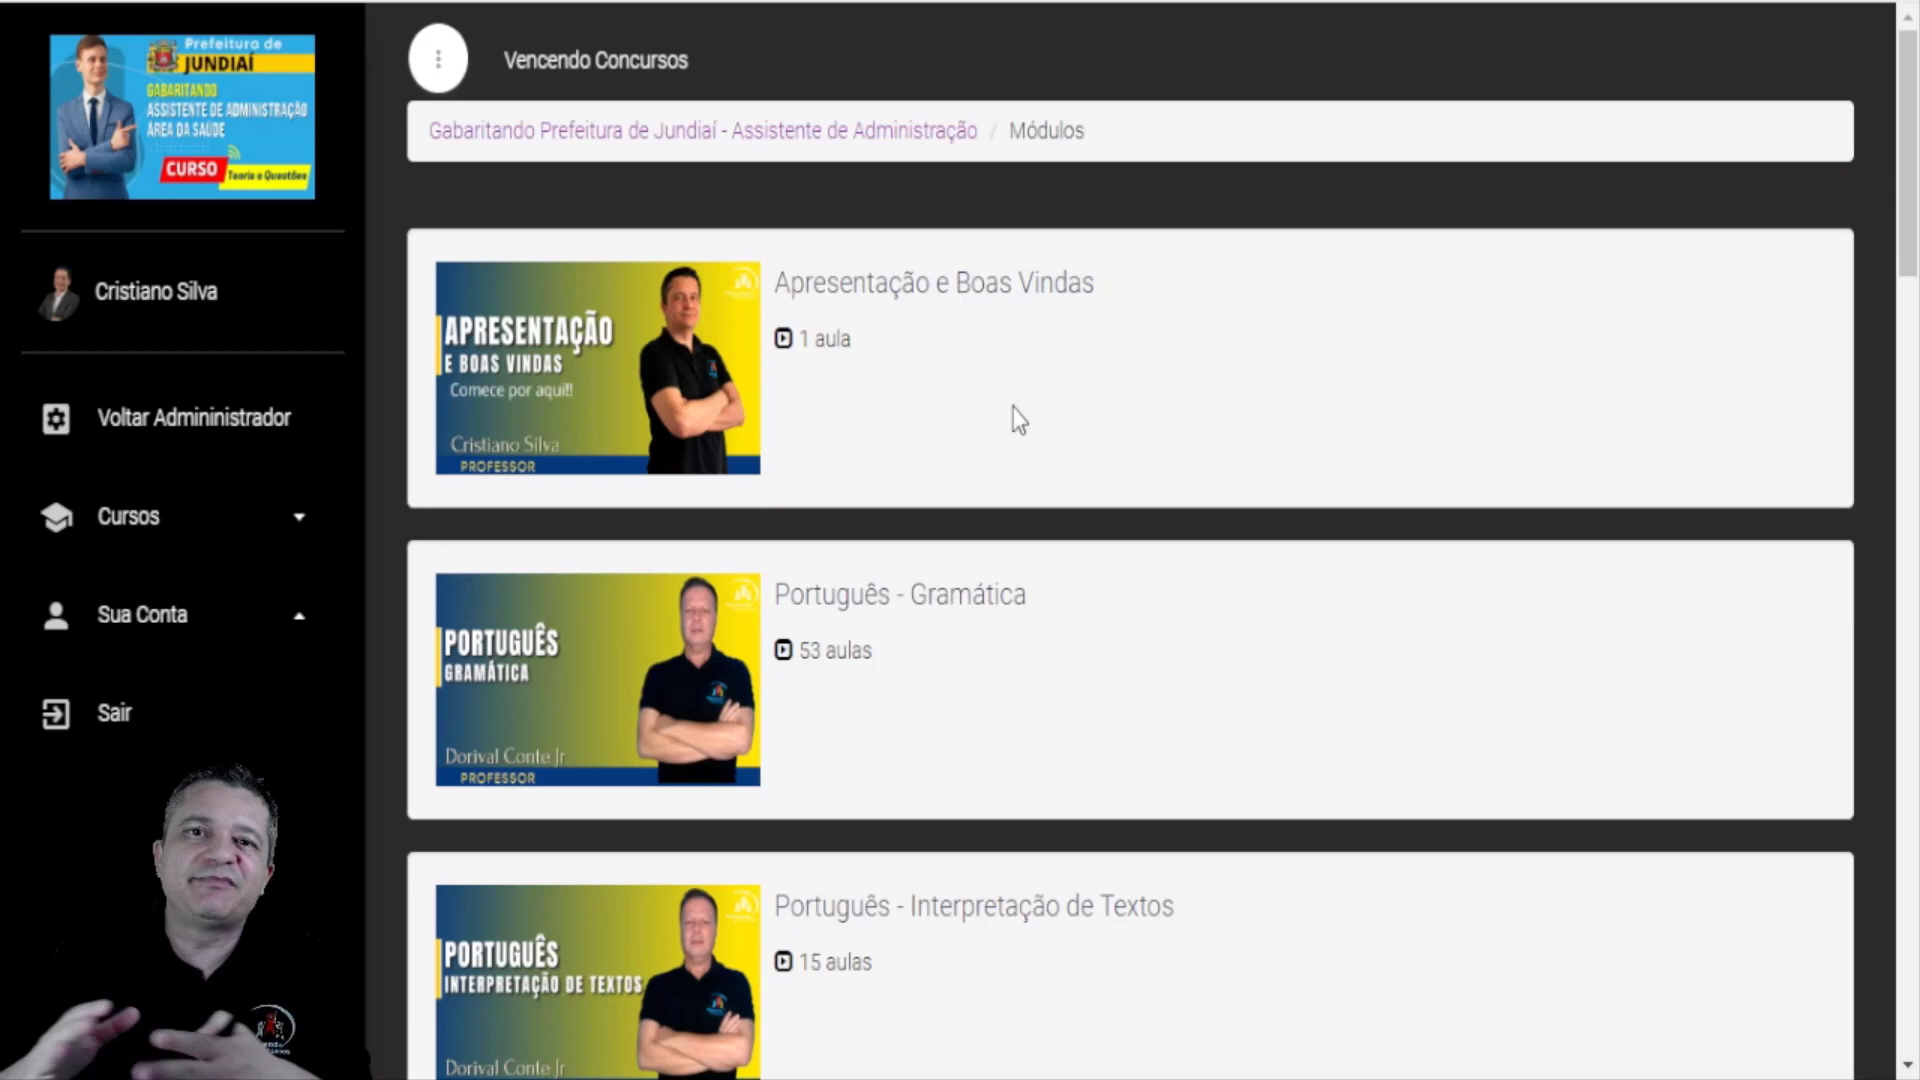 Prefeitura de
JUNDIAÍ
GABARITANDO
ASSISTENTE DE ADMINISTRAÇÃO
ÁREA DA SAÚDE
CURSO
Teoria e Questões
Cristiano Silva
Voltar Admininistrador
Cursos
Sua Conta
Sair
Vencendo Concursos
Gabaritando Prefeitura de Jundiaí - Assistente de Administração / Módulos
APRESENTAÇÃO
E BOAS VINDAS
Comece por aqui!!
Cristiano Silva
PROFESSOR
Apresentação e Boas Vindas
1 aula
PORTUGUÊS
GRAMÁTICA
Dorival Conte Jr
PROFESSOR
Português - Gramática
53 aulas
PORTUGUÊS
INTERPRETAÇÃO DE TEXTOS
Dorival Conte Jr
Português - Interpretação de Textos
15 aulas